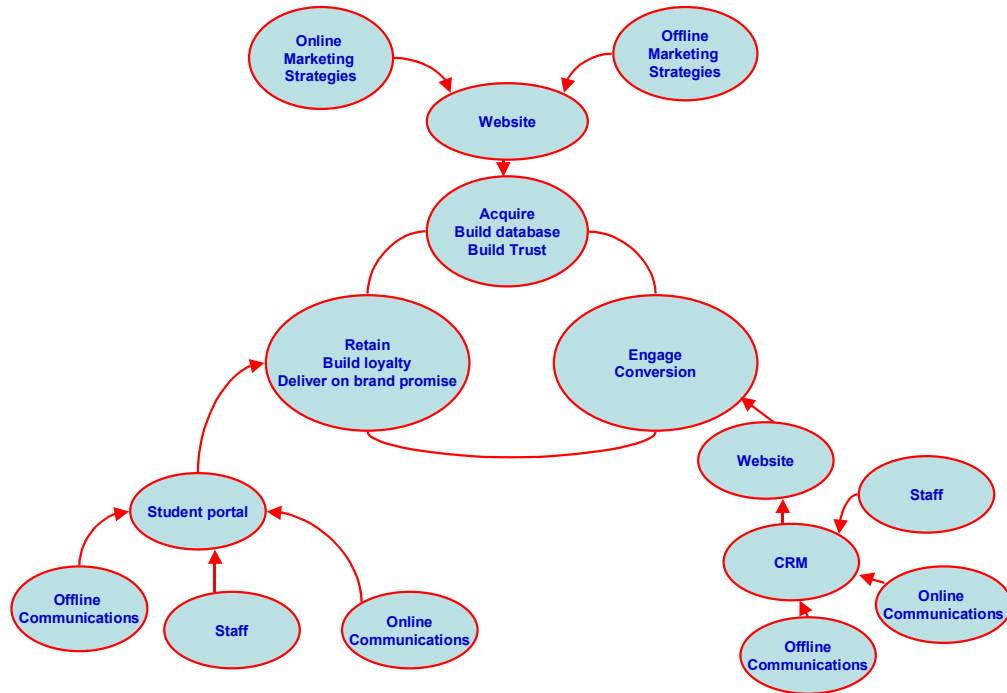 Online
Marketing
Strategies
Offline
Marketing
Strategies
Website
Acquire
Build database
Build Trust
Retain
Build loyalty
Deliver on brand promise
Engage
Conversion
Website
Student portal
Staff
CRM
Offline
Communications
Staff
Online
Communications
Online
Communications
Offline
Communications